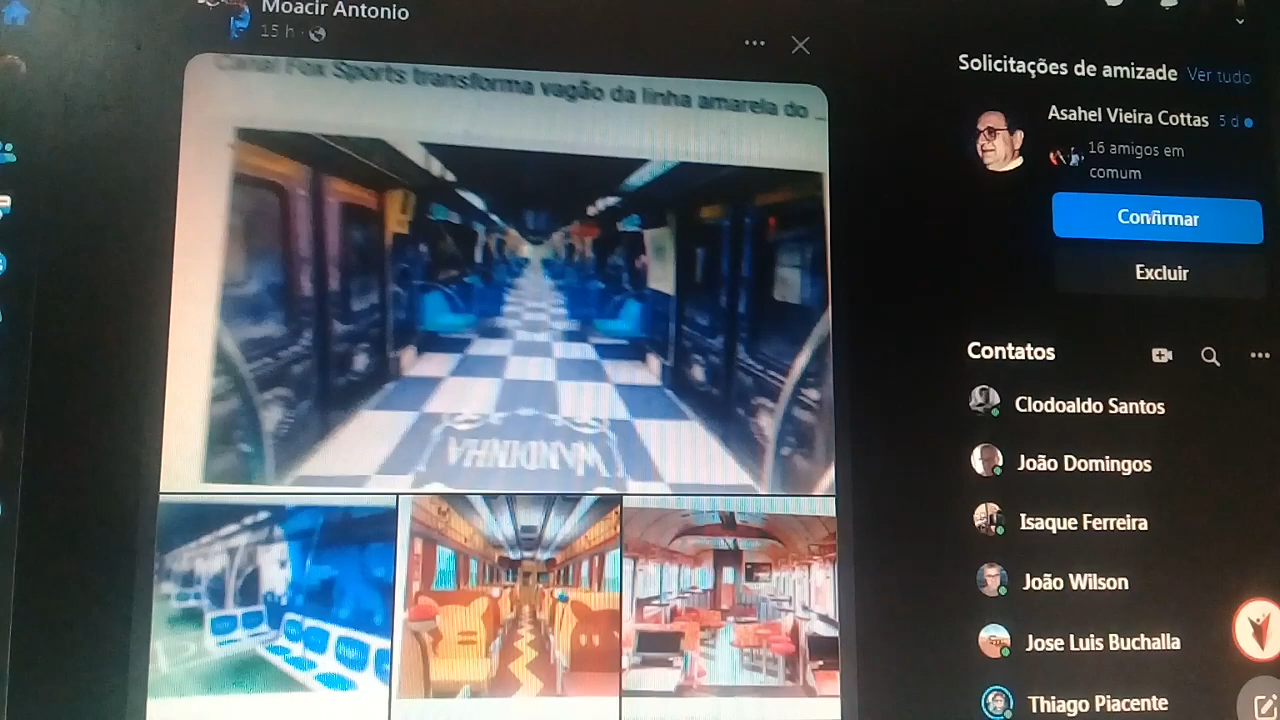 Moacir Antonio
15 h
Canal Fox Sports transforma vagão da linha amarela do ...
WANDINHA
Solicitações de amizade Ver tudo
Asahel Vieira Cottas 5 d
16 amigos em
comum
Confirmar
Excluir
Contatos
Clodoaldo Santos
João Domingos
Isaque Ferreira
João Wilson
Jose Luis Buchalla
Thiago Piacente